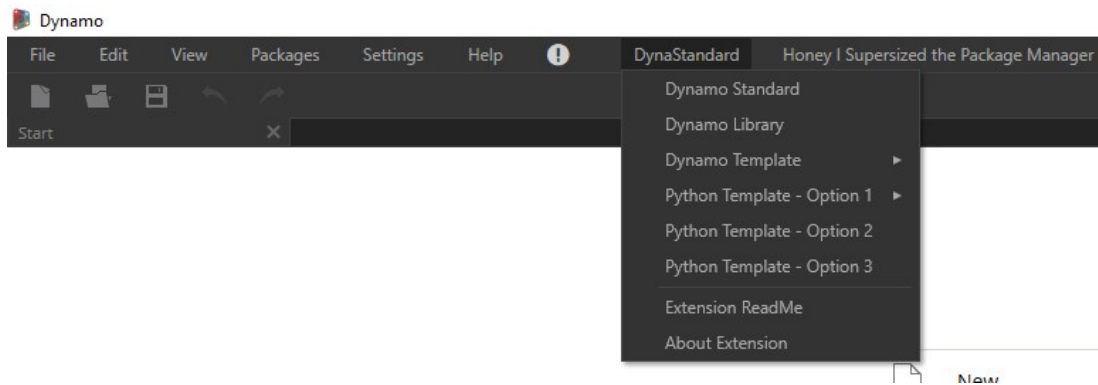 Dynamo
File Edit View Packages Settings Help DynaStandard Honey I Supersized the Package Manager
Dynamo Standard
Dynamo Library
Start
Dynamo Template
Python Template - Option 1
Python Template - Option 2
Python Template - Option 3
Extension ReadMe
About Extension
New